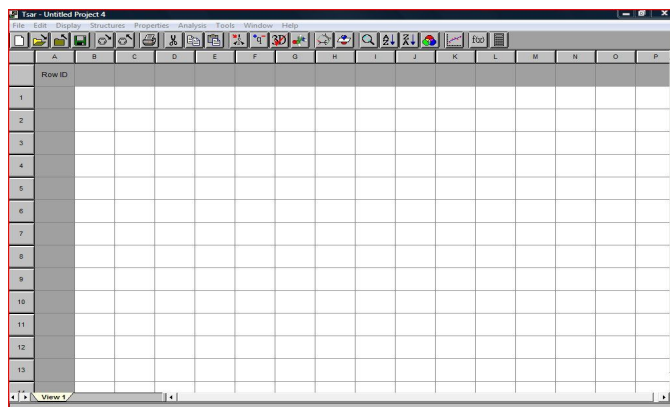 Tsar - Untitled Project 4
File Edit Display Structures Properties Analysis Tools Window Help
3D f(x)
A B C D E F G H I J K L M N O P
Row ID
1
2
3
4
5
6
7
8
9
10
11
12
13
View 1